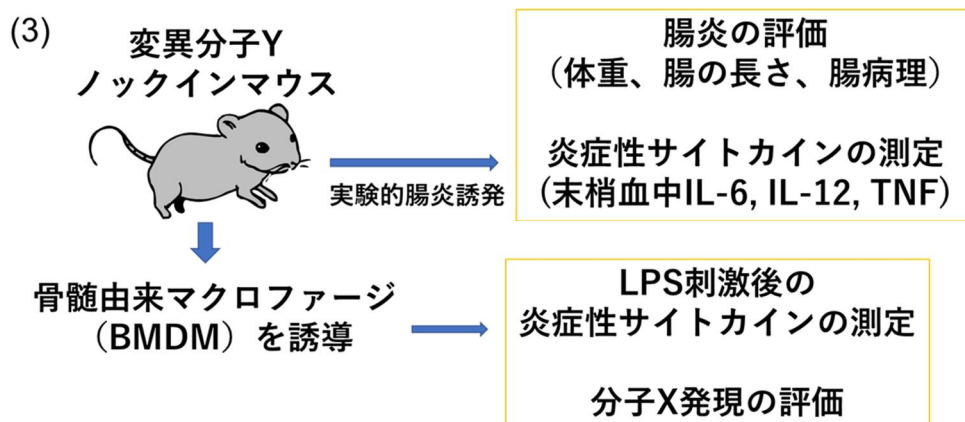 (3)
変異分子Y
ノックインマウス
実験的腸炎誘発
腸炎の評価
（体重、腸の長さ、腸病理）
炎症性サイトカインの測定
（末梢血中IL-6, IL-12, TNF）
骨髄由来マクロファージ
（BMDM）を誘導
LPS刺激後の
炎症性サイトカインの測定
分子X発現の評価